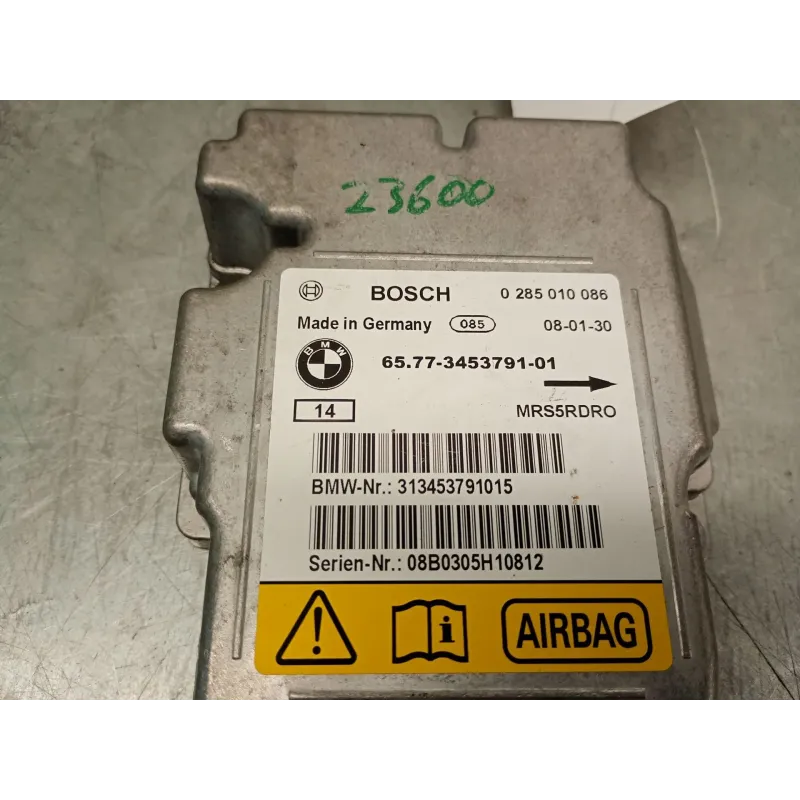 23600
BOSCH 0 285 010 086
Made in Germany 085 08-01-30
BMW 65.77-3453791-01
14 MRS5RDRO
BMW-Nr.: 313453791015
Serien-Nr.: 08B0305H10812
! i AIRBAG